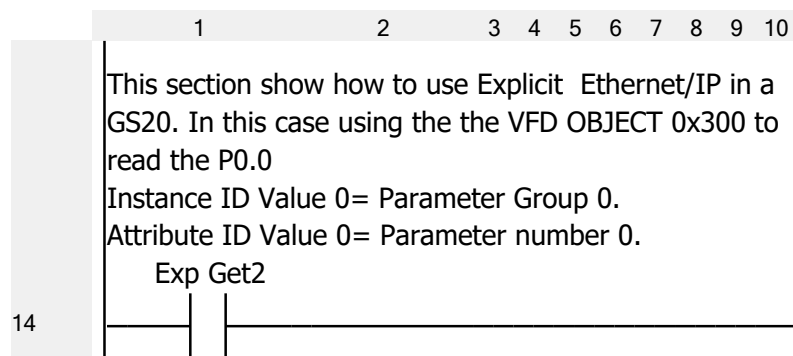 1 2 3 4 5 6 7 8 9 10
This section show how to use Explicit Ethernet/IP in a
GS20. In this case using the the VFD OBJECT 0x300 to
read the P0.0
Instance ID Value 0= Parameter Group 0.
Attribute ID Value 0= Parameter number 0.
Exp Get2
14